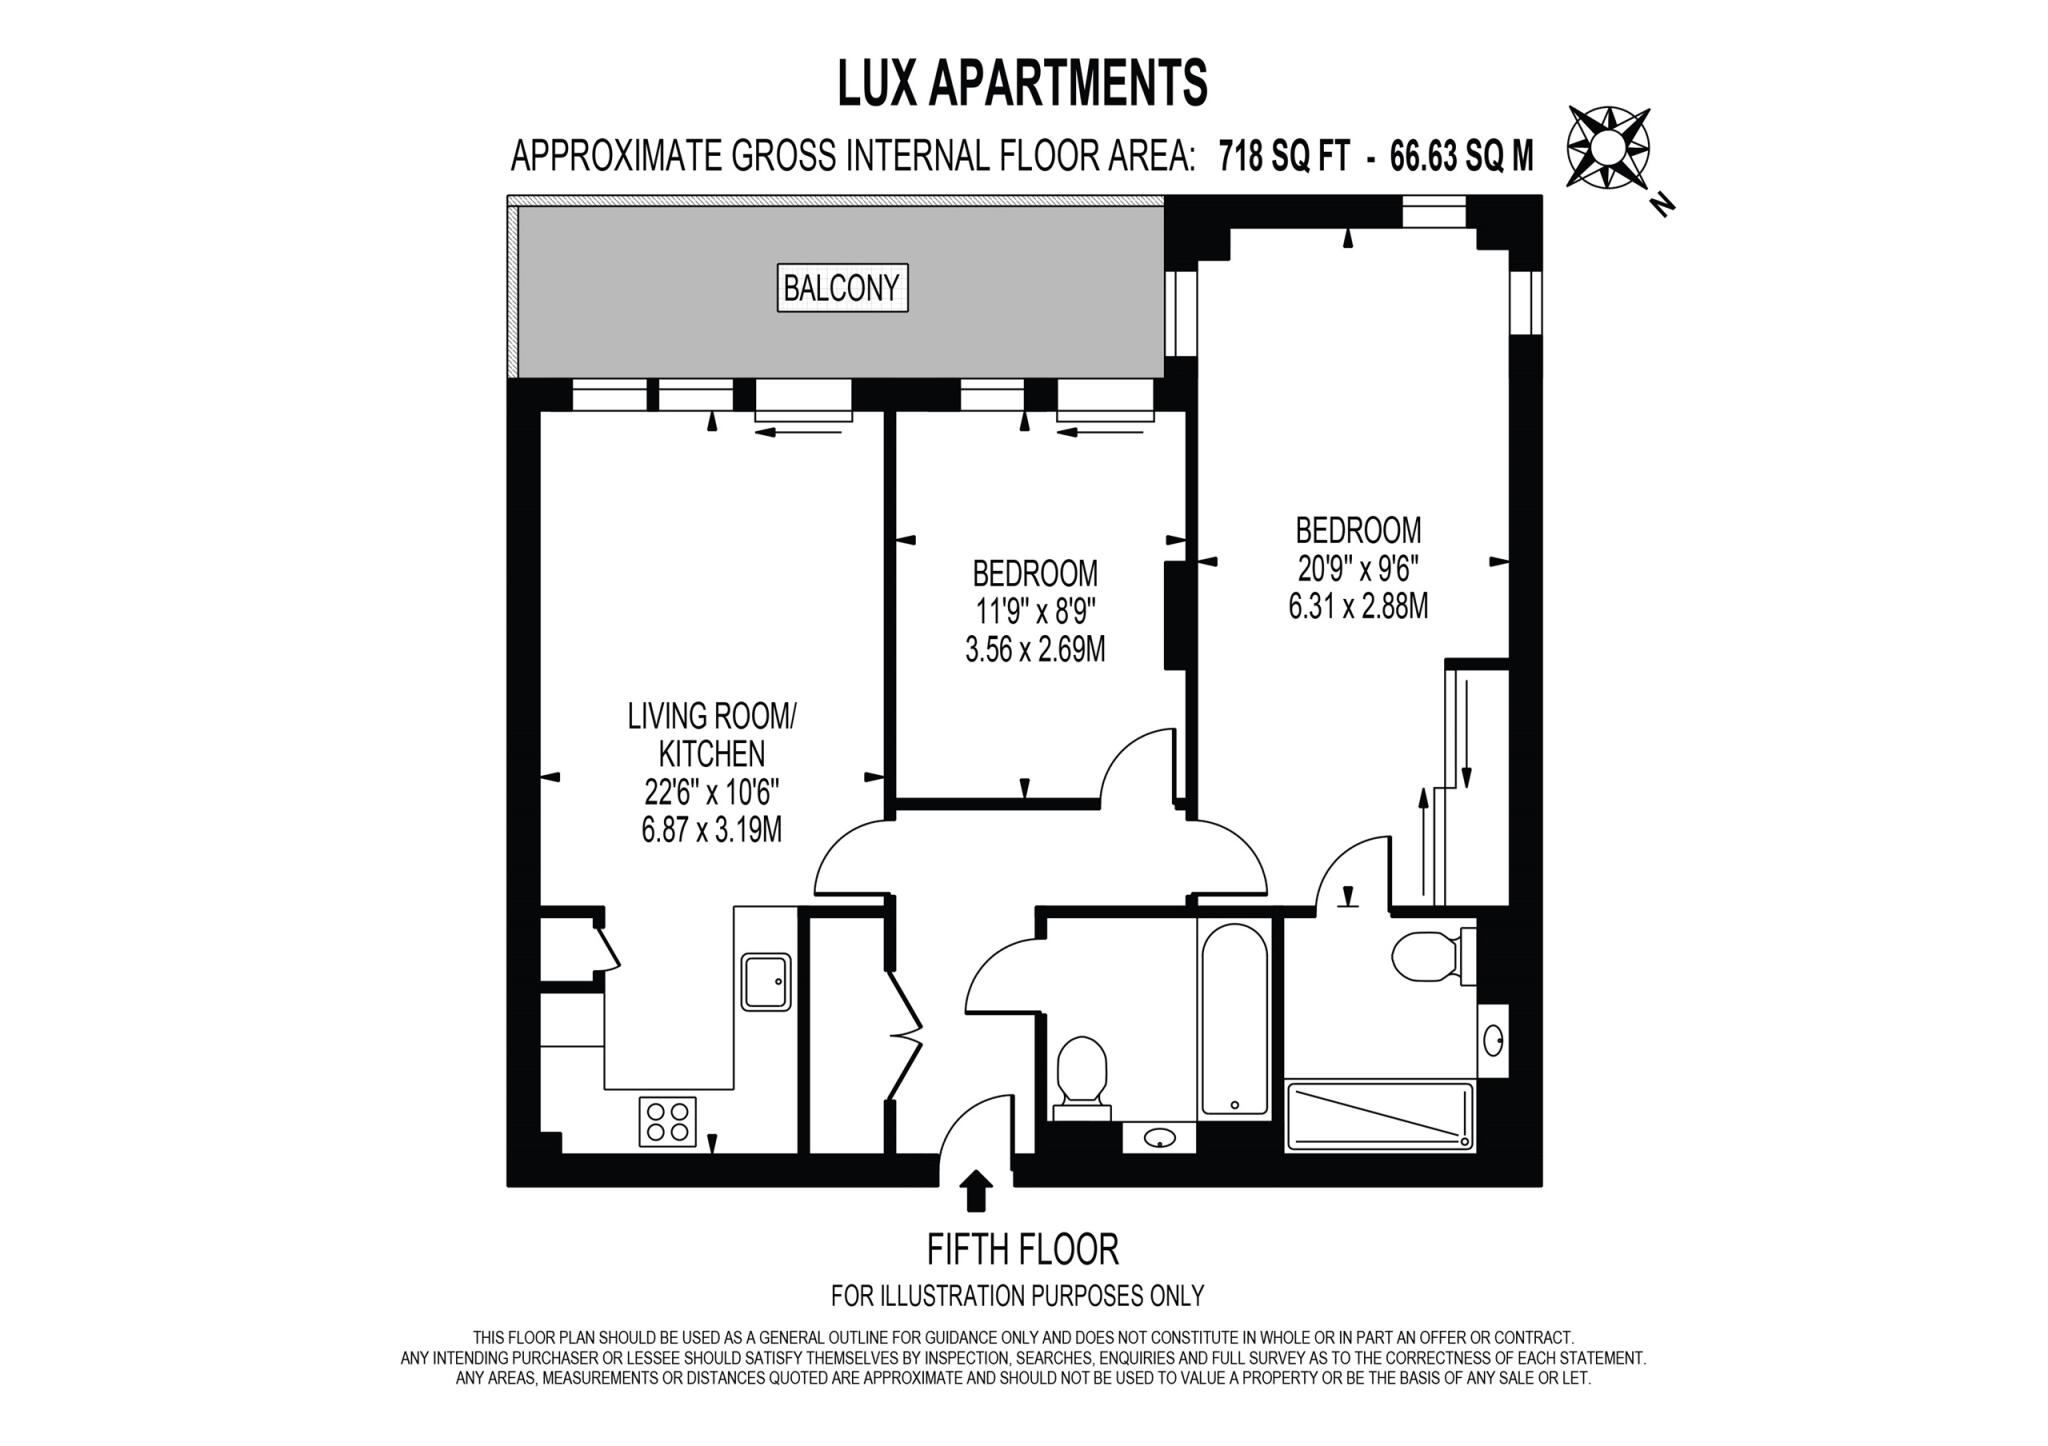 LUX APARTMENTS
APPROXIMATE GROSS INTERNAL FLOOR AREA: 718 SQ FT - 66.63 SQ M
N
BALCONY
BEDROOM
20'9" x 9'6"
6.31 x 2.88M
BEDROOM
11'9" x 8'9"
3.56 x 2.69M
LIVING ROOM/
KITCHEN
22'6" x 10'6"
6.87 x 3.19M
FIFTH FLOOR
FOR ILLUSTRATION PURPOSES ONLY
THIS FLOOR PLAN SHOULD BE USED AS A GENERAL OUTLINE FOR GUIDANCE ONLY AND DOES NOT CONSTITUTE IN WHOLE OR IN PART AN OFFER OR CONTRACT.
ANY INTENDING PURCHASER OR LESSEE SHOULD SATISFY THEMSELVES BY INSPECTION, SEARCHES, ENQUIRIES AND FULL SURVEY AS TO THE CORRECTNESS OF EACH STATEMENT.
ANY AREAS, MEASUREMENTS OR DISTANCES QUOTED ARE APPROXIMATE AND SHOULD NOT BE USED TO VALUE A PROPERTY OR BE THE BASIS OF ANY SALE OR LET.